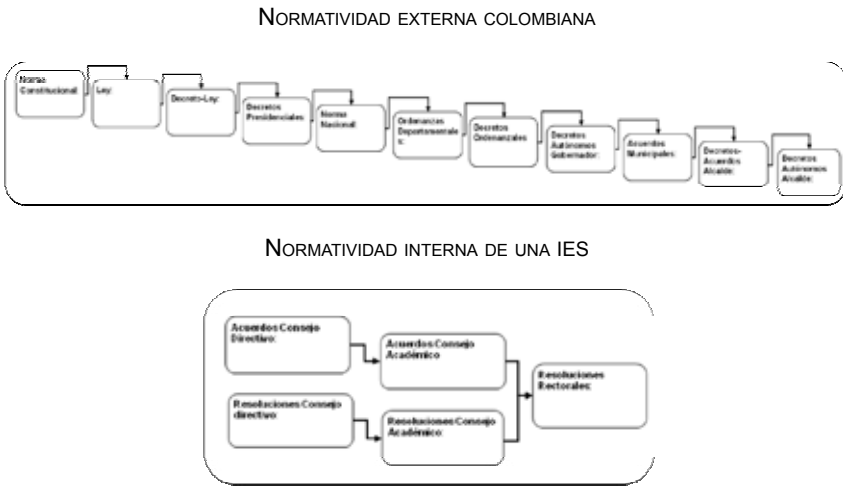 NORMATIVIDAD EXTERNA COLOMBIANA
Norma
Constitucional:
Ley:
Decreto-Ley:
Decretos
Presidenciales
Norma
Nacional:
Ordenanzas
Departamentale
s:
Decretos
Ordenanzales
Decretos
Autónomos
Gobernador:
Acuerdos
Municipales:
Decretos-
Acuerdos
Alcalde:
Decretos
Autónomos
Alcalde:
NORMATIVIDAD INTERNA DE UNA IES
Acuerdos Consejo
Directivo:
Acuerdos Consejo
Académico
Resoluciones
Rectorales:
Resoluciones Consejo
directivo:
Resoluciones Consejo
Académico: